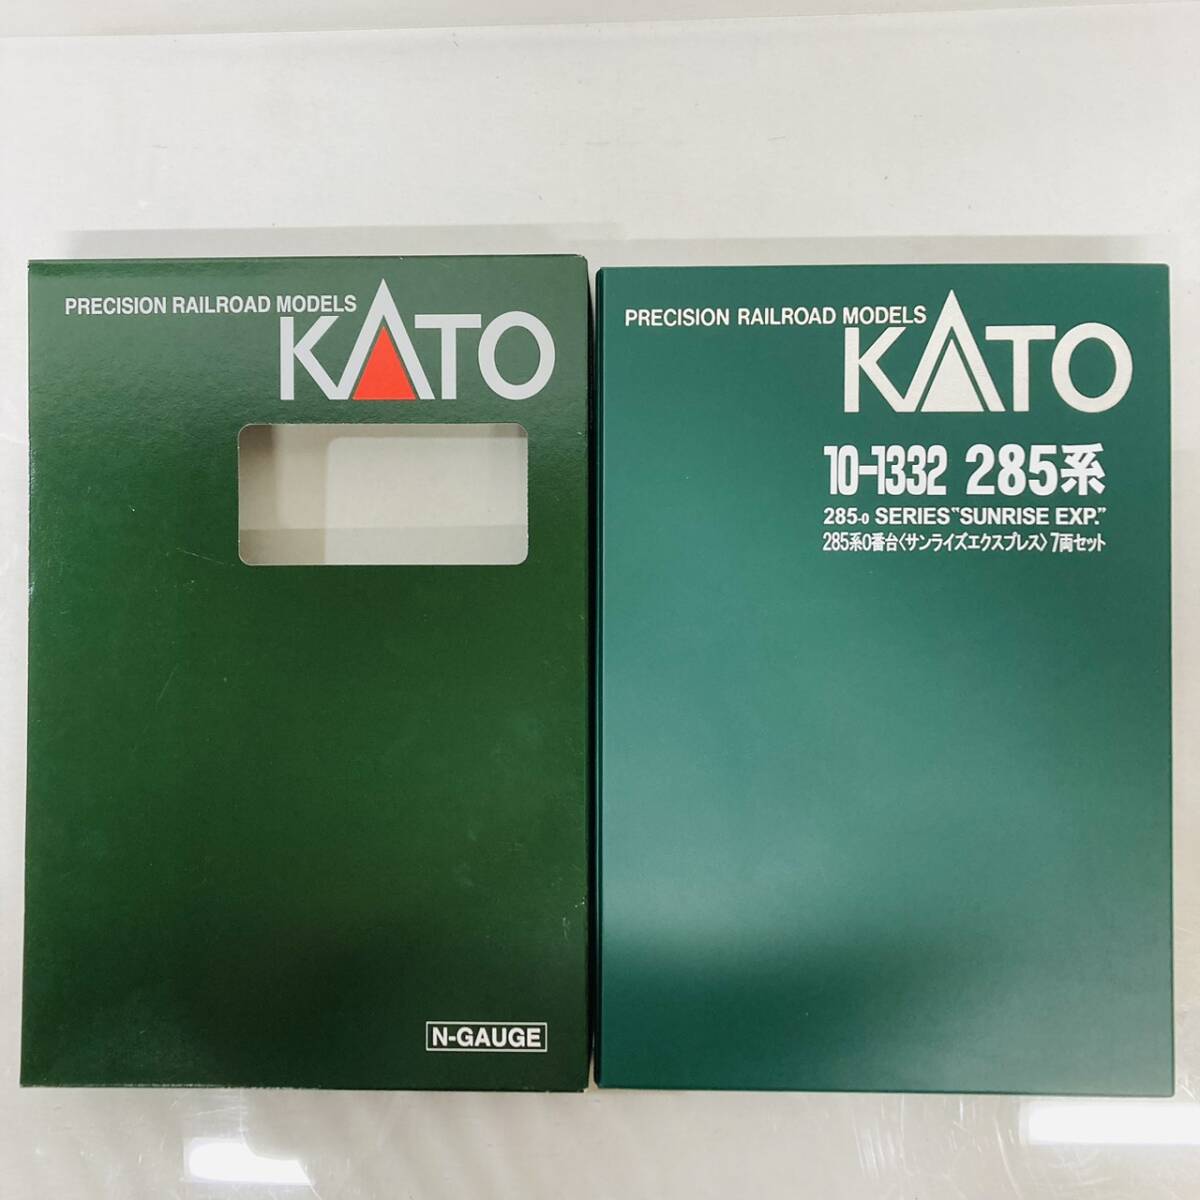 PRECISION RAILROAD MODELS
KATO
N-GAUGE
PRECISION RAILROAD MODELS
KATO
10-1332 285系
285-0 SERIES "SUNRISE EXP."
285系0番台〈サンライズエクスプレス〉7両セット